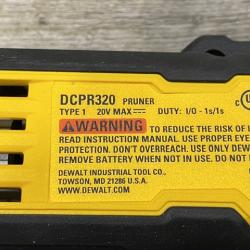 DCPR320 PRUNER
TYPE 1 20V MAX DUTY: I/O - 1s/1s
WARNING TO REDUCE THE RISK OF
READ INSTRUCTION MANUAL. USE PROPER EYE
PROTECTION. DON'T OVERREACH. USE ONLY DEWALT
REMOVE BATTERY WHEN NOT IN USE. DO NOT
DEWALT INDUSTRIAL TOOL CO.,
TOWSON, MD 21286 U.S.A.
WWW.DEWALT.COM